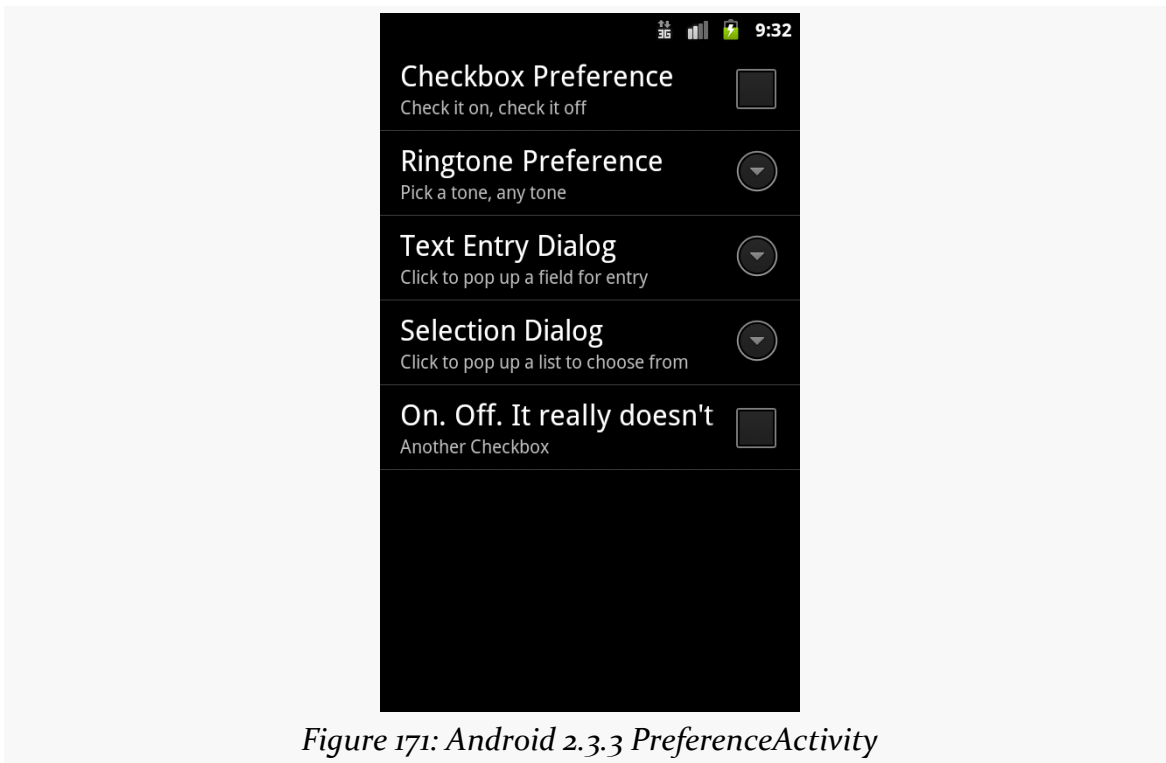 3G 9:32
Checkbox Preference
Check it on, check it off
Ringtone Preference
Pick a tone, any tone
Text Entry Dialog
Click to pop up a field for entry
Selection Dialog
Click to pop up a list to choose from
On. Off. It really doesn't
Another Checkbox
Figure 171: Android 2.3.3 PreferenceActivity